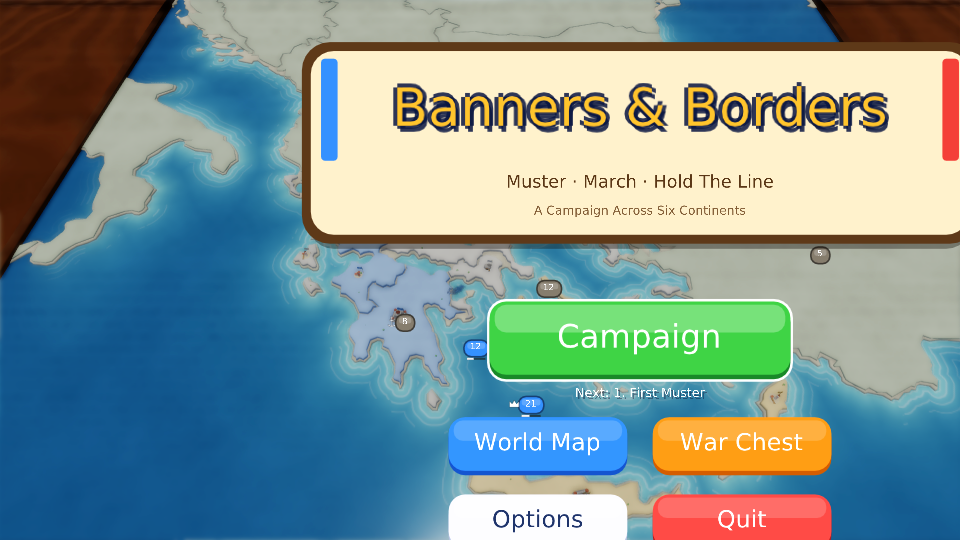 Banners & Borders
Muster · March · Hold The Line
A Campaign Across Six Continents
5
12
8
Campaign
12
Next: 1. First Muster
21
World Map
War Chest
Options
Quit